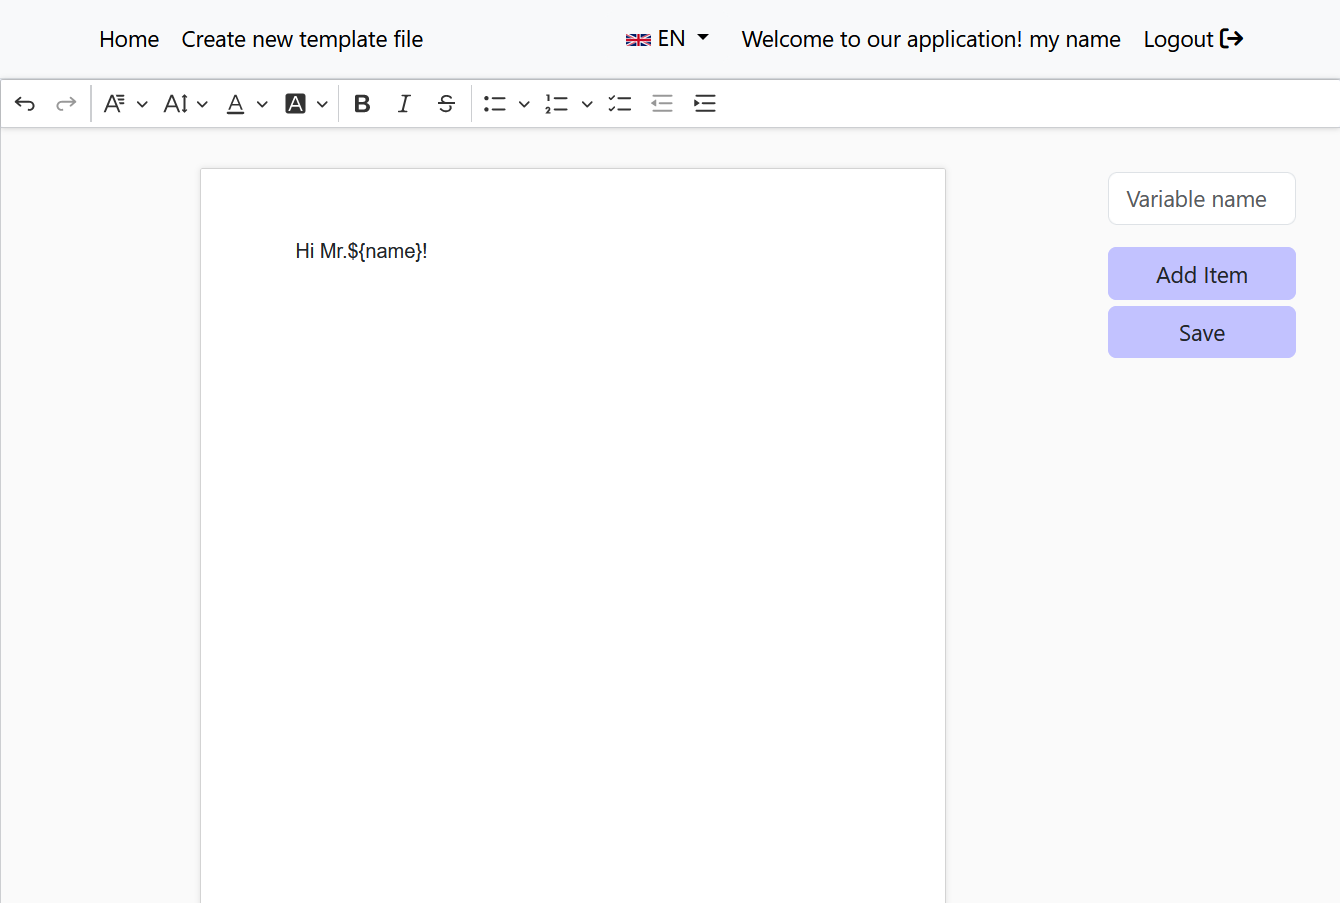 Home Create new template file EN Welcome to our application! my name Logout
Hi Mr.${name}!
Variable name
Add Item
Save